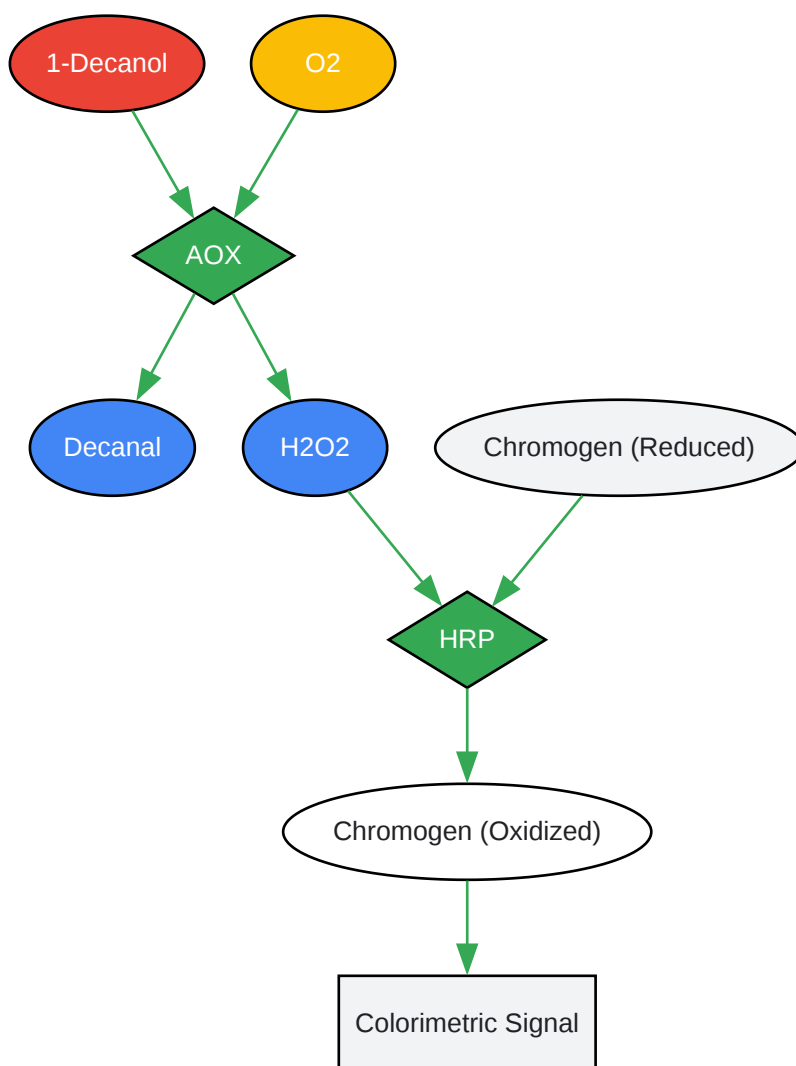 1-Decanol
O2
AOX
Decanal
H2O2
Chromogen (Reduced)
HRP
Chromogen (Oxidized)
Colorimetric Signal